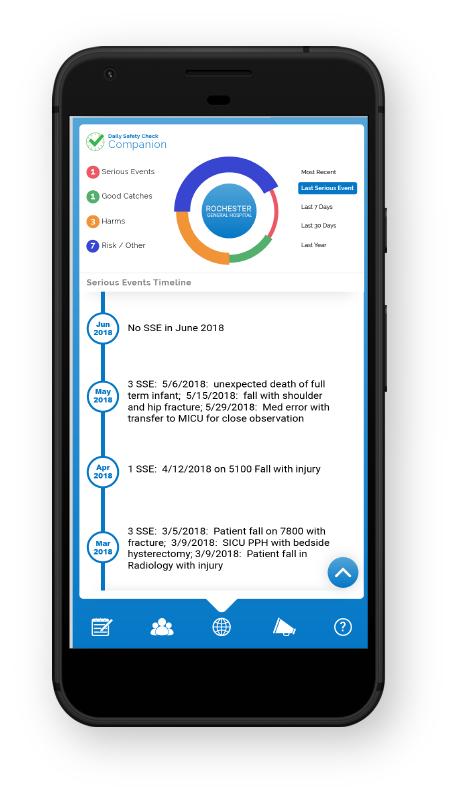 Daily Safety Check
Companion
1 Serious Events
1 Good Catches
3 Harms
7 Risk / Other
ROCHESTER
GENERAL HOSPITAL
Most Recent
Last Serious Event
Last 7 Days
Last 30 Days
Last Year
Serious Events Timeline
Jun
2018
No SSE in June 2018
May
2018
3 SSE: 5/6/2018: unexpected death of full
term infant; 5/15/2018: fall with shoulder
and hip fracture; 5/29/2018: Med error with
transfer to MICU for close observation
Apr
2018
1 SSE: 4/12/2018 on 5100 Fall with injury
Mar
2018
3 SSE: 3/5/2018: Patient fall on 7800 with
fracture; 3/9/2018: SICU PPH with bedside
hysterectomy; 3/9/2018: Patient fall in
Radiology with injury
?